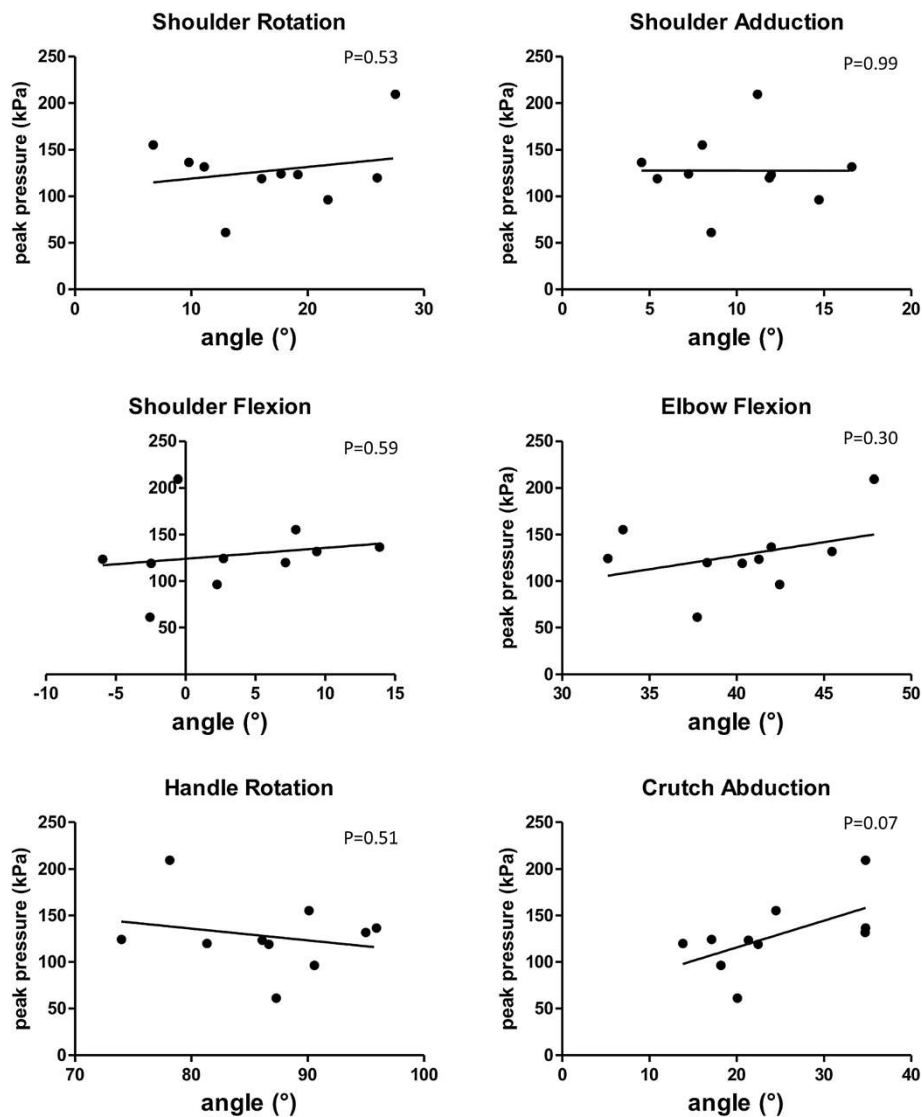 Shoulder Rotation
P=0.53
peak pressure (kPa)
250
200
150
100
50
0
0 10 20 30
angle (°)
Shoulder Adduction
P=0.99
peak pressure (kPa)
250
200
150
100
50
0
0 5 10 15 20
angle (°)
Shoulder Flexion
P=0.59
peak pressure (kPa)
250
200
150
100
50
-10 -5 0 5 10 15
angle (°)
Elbow Flexion
P=0.30
peak pressure (kPa)
250
200
150
100
50
0
30 35 40 45 50
angle (°)
Handle Rotation
P=0.51
peak pressure (kPa)
250
200
150
100
50
0
70 80 90 100
angle (°)
Crutch Abduction
P=0.07
peak pressure (kPa)
250
200
150
100
50
0
0 10 20 30 40
angle (°)